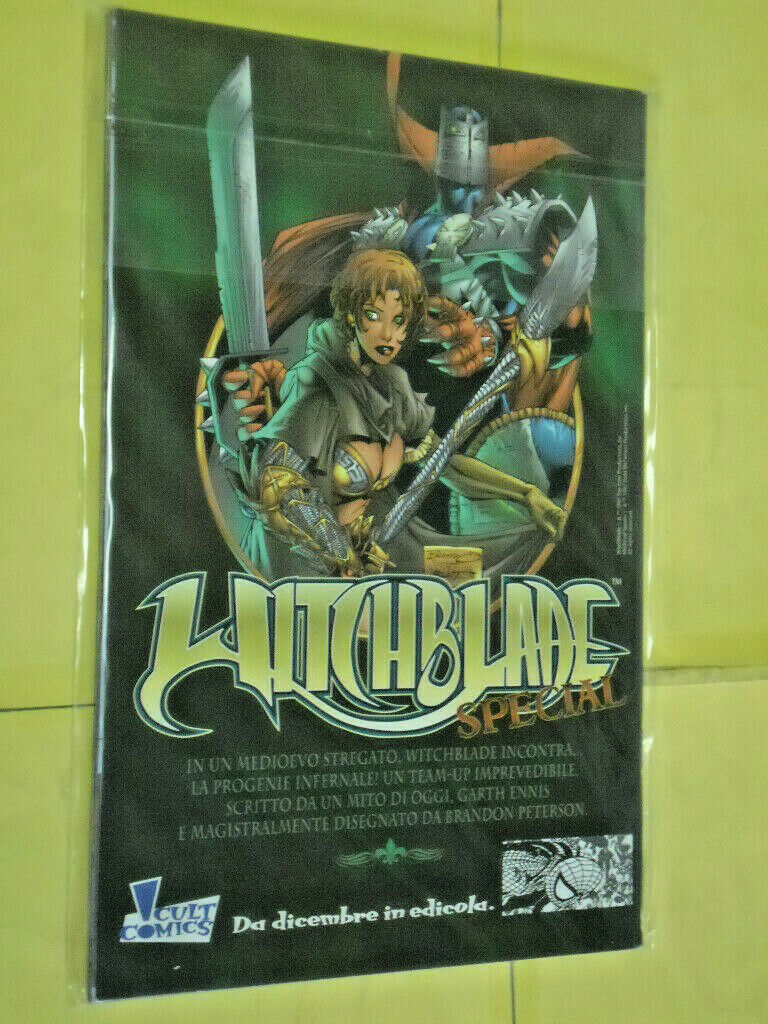 WITCHBLADE™
SPECIAL
IN UN MEDIOEVO STREGATO, WITCHBLADE INCONTRA
LA PROGENIE INFERNALE! UN TEAM-UP IMPREVEDIBILE,
SCRITTO DA UN MITO DI OGGI, GARTH ENNIS
E MAGISTRALMENTE DISEGNATO DA BRANDON PETERSON.
!CULT
COMICS
Da dicembre in edicola.